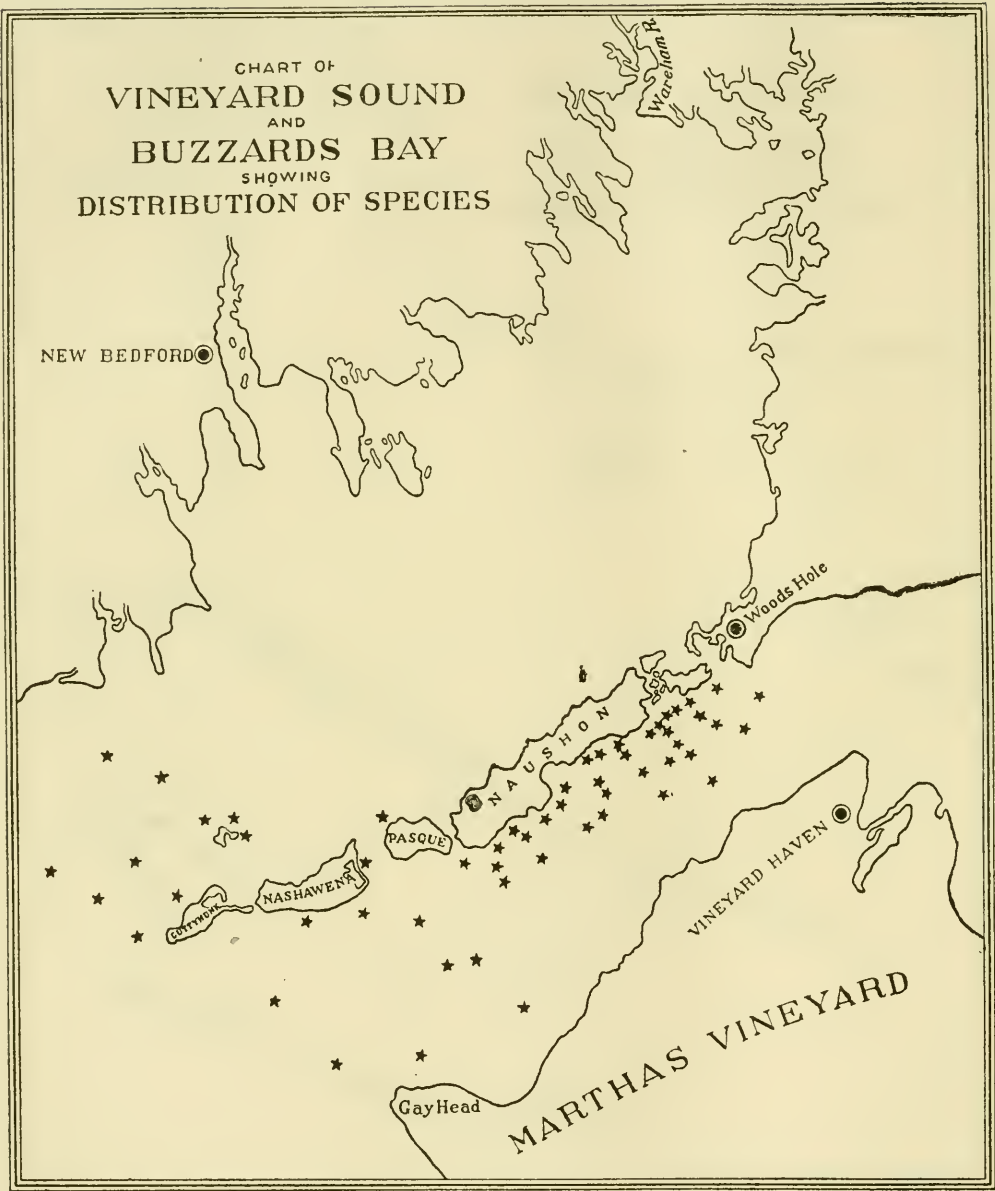 CHART OF
VINEYARD SOUND
AND
BUZZARDS BAY
SHOWING
DISTRIBUTION OF SPECIES
Wareham R.
NEW BEDFORD
Woods Hole
NAUSHON
PASQUE
NASHAWENA
CUTTYHUNK
VINEYARD HAVEN
MARTHAS VINEYARD
Gay Head